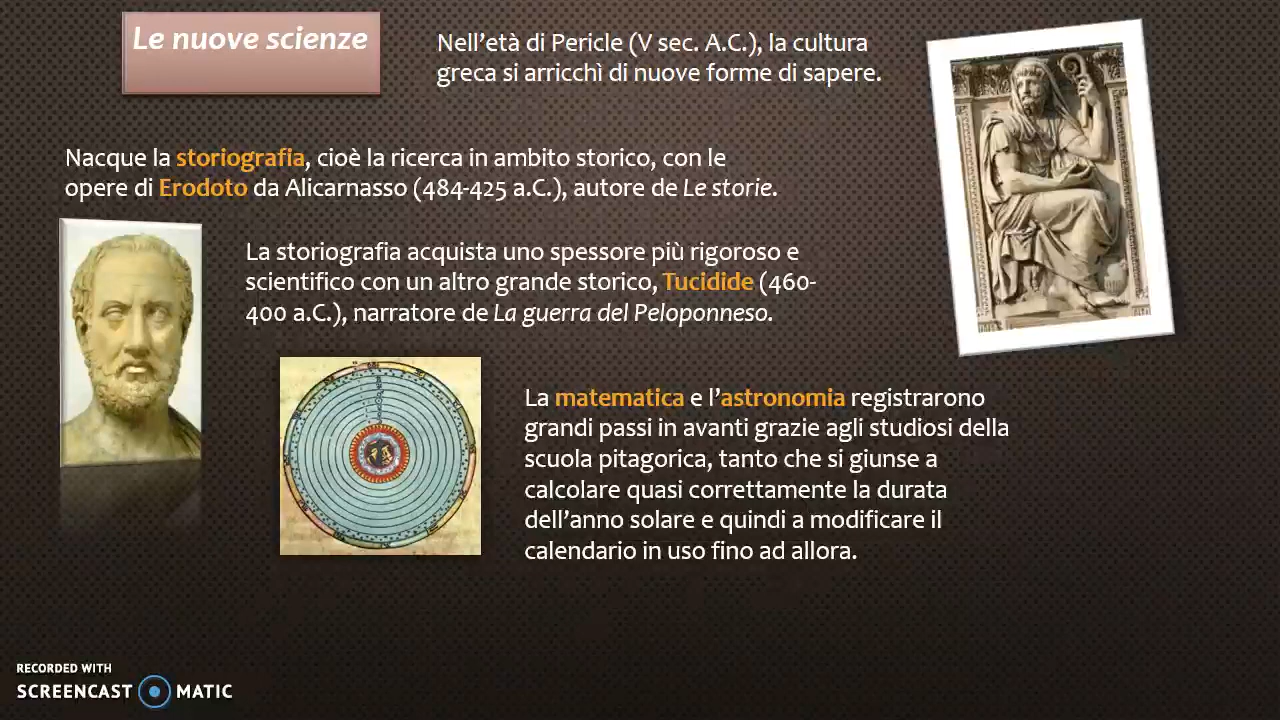 Le nuove scienze
Nell'età di Pericle (V sec. A.C.), la cultura
greca si arricchì di nuove forme di sapere.
Nacque la storiografia, cioè la ricerca in ambito storico, con le
opere di Erodoto da Alicarnasso (484-425 a.C.), autore de Le storie.
La storiografia acquista uno spessore più rigoroso e
scientifico con un altro grande storico, Tucidide (460-
400 a.C.), narratore de La guerra del Peloponneso.
La matematica e l'astronomia registrarono
grandi passi in avanti grazie agli studiosi della
scuola pitagorica, tanto che si giunse a
calcolare quasi correttamente la durata
dell'anno solare e quindi a modificare il
calendario in uso fino ad allora.
RECORDED WITH
SCREENCAST MATIC